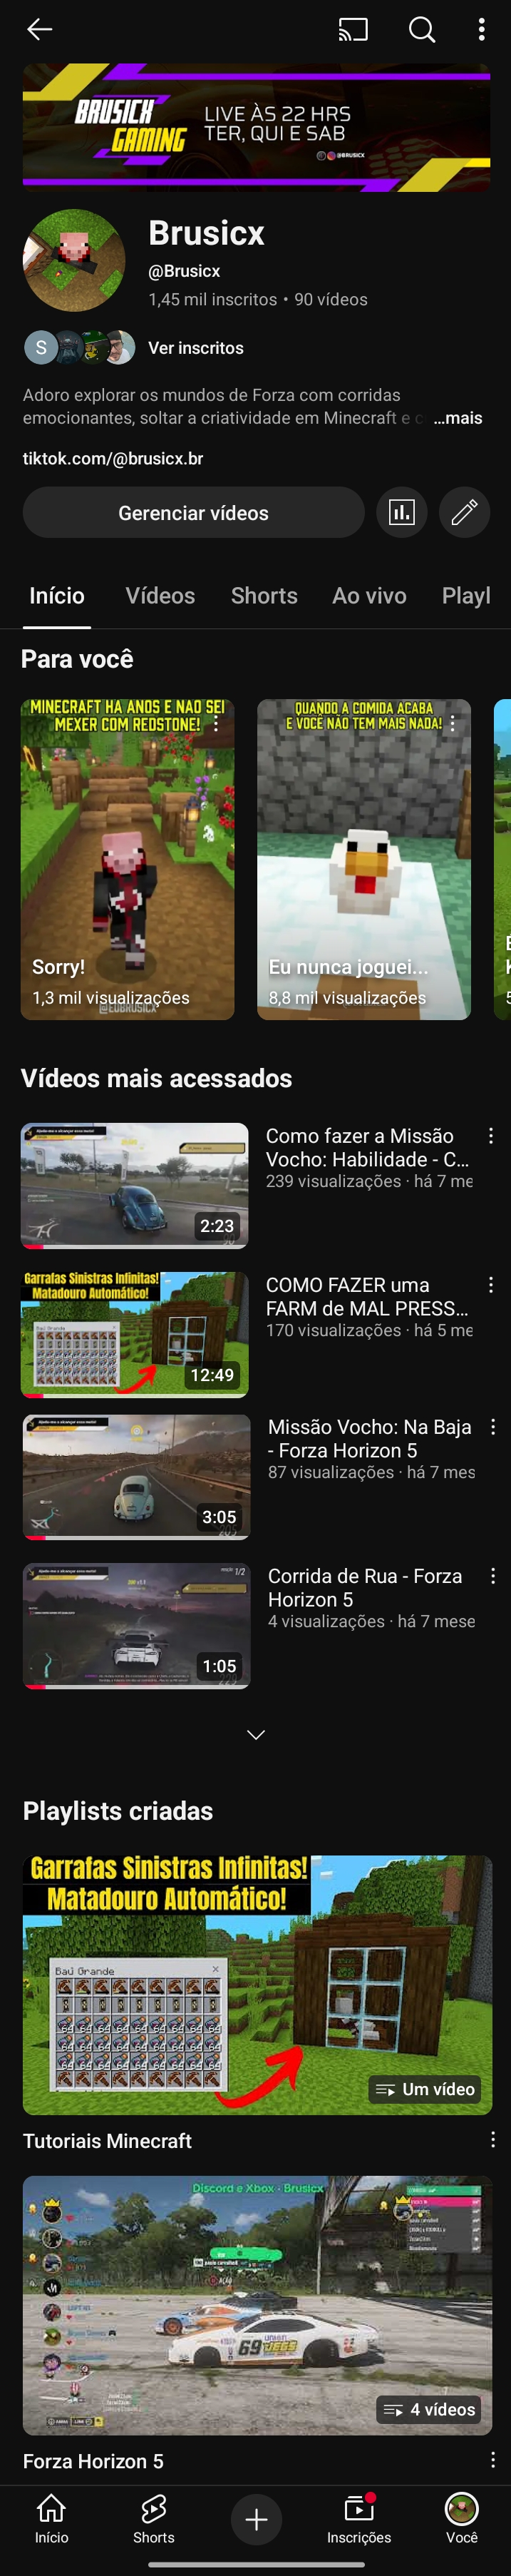 BRUSICX
GAMING
LIVE ÀS 22 HRS
TER, QUI E SAB
@BRUSICX
Brusicx
@Brusicx
1,45 mil inscritos • 90 vídeos
S
Ver inscritos
Adoro explorar os mundos de Forza com corridas
emocionantes, soltar a criatividade em Minecraft e c ...mais
tiktok.com/@brusicx.br
Gerenciar vídeos
Início
Vídeos
Shorts
Ao vivo
Playl
Para você
MINECRAFT HÁ ANOS E NÃO SEI
MEXER COM REDSTONE!
Sorry!
1,3 mil visualizações
@EUBRUSICX
QUANDO A COMIDA ACABA
E VOCÊ NÃO TEM MAIS NADA!
Eu nunca joguei...
8,8 mil visualizações
Vídeos mais acessados
2:23
Como fazer a Missão
Vocho: Habilidade - C...
239 visualizações · há 7 me
Garrafas Sinistras Infinitas!
Matadouro Automático!
Baú Grande
12:49
COMO FAZER uma
FARM de MAL PRESS...
170 visualizações · há 5 me
3:05
Missão Vocho: Na Baja
- Forza Horizon 5
87 visualizações · há 7 mes
1/2
1:05
Corrida de Rua - Forza
Horizon 5
4 visualizações · há 7 mese
Playlists criadas
Garrafas Sinistras Infinitas!
Matadouro Automático!
Baú Grande
Um vídeo
Tutoriais Minecraft
Discord e Xbox - Brusicx
69
4 vídeos
Forza Horizon 5
Início
Shorts
Inscrições
Você